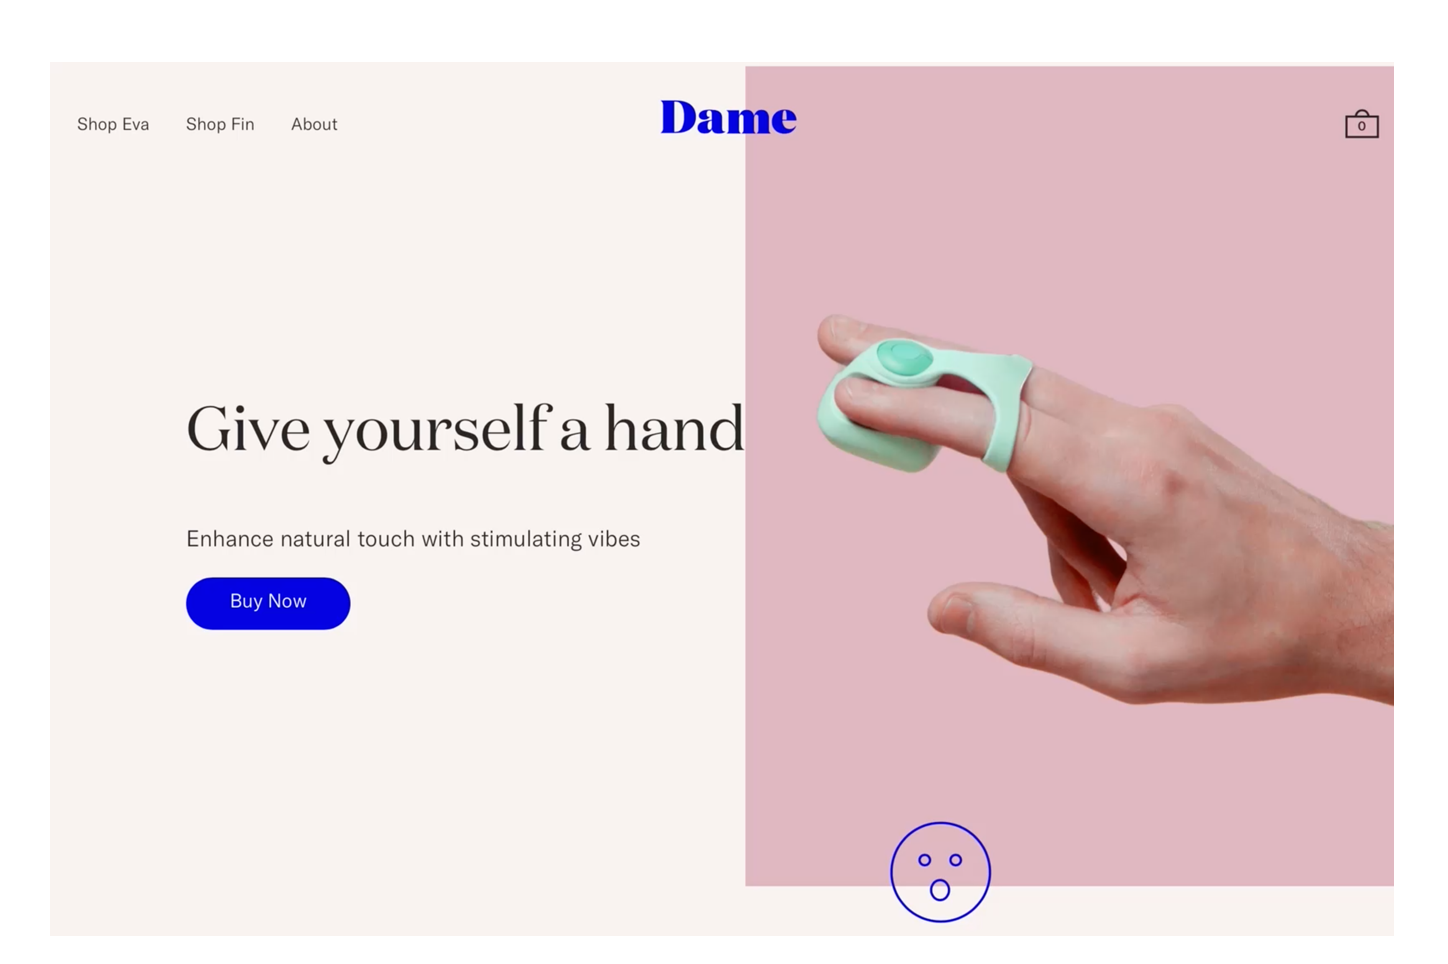 Shop Eva
Shop Fin
About
Dame
0
Give yourself a hand
Enhance natural touch with stimulating vibes
Buy Now